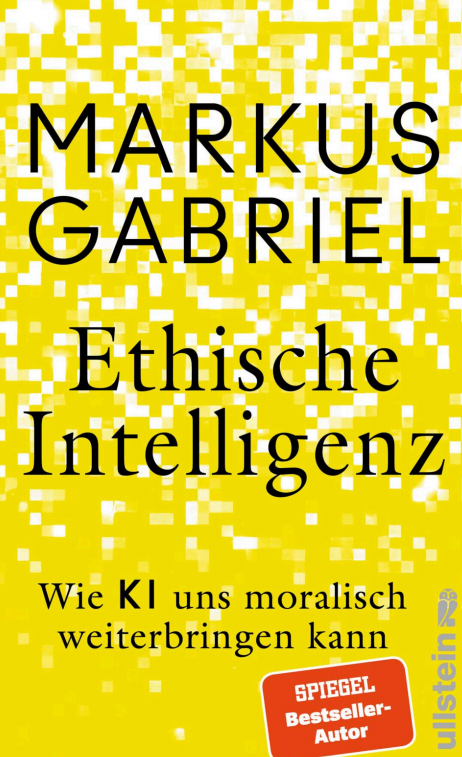 MARKUS
GABRIEL
Ethische
Intelligenz
Wie KI uns moralisch
weiterbringen kann
SPIEGEL
Bestseller-
Autor
ullstein